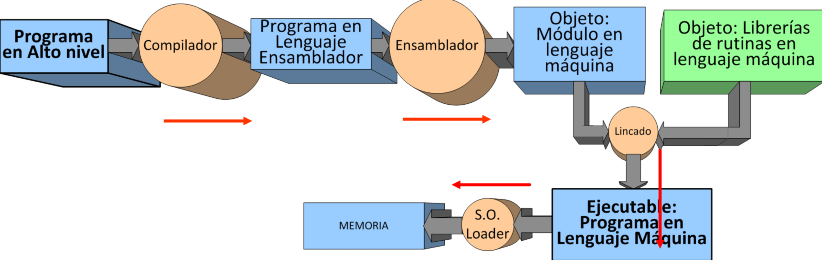 Programa
en Alto nivel
Compilador
Programa en
Lenguaje
Ensamblador
Ensamblador
Objeto:
Módulo en
lenguaje
máquina
Objeto: Librerías
de rutinas en
lenguaje máquina
Lincado
Ejecutable:
Programa en
Lenguaje Máquina
S.O.
Loader
MEMORIA